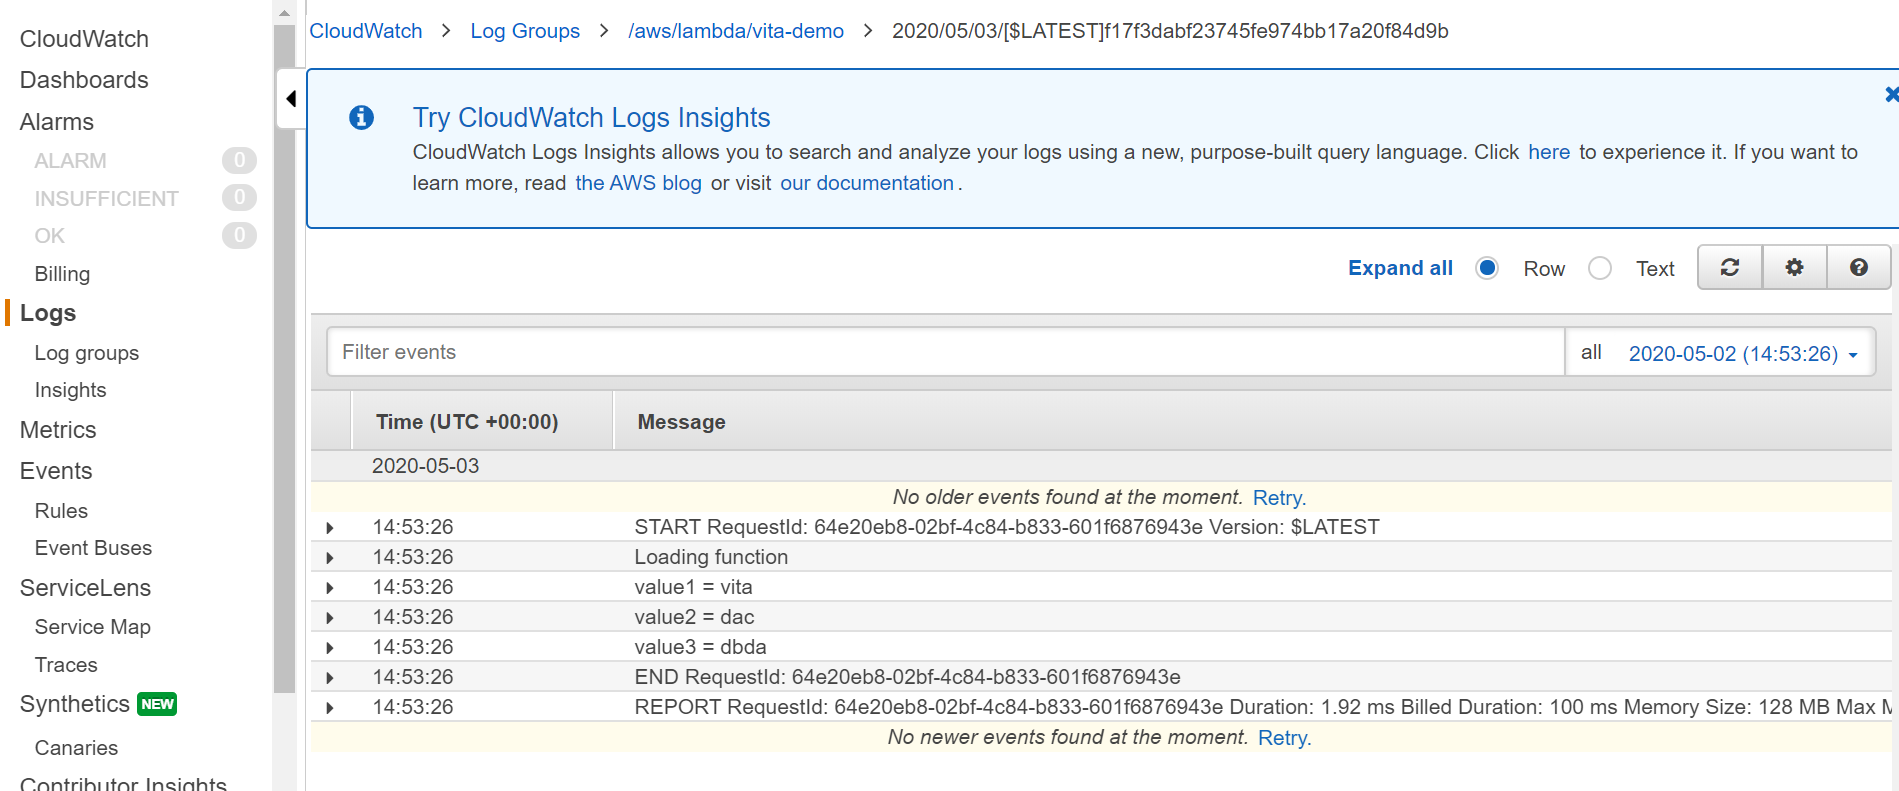 CloudWatch
Dashboards
Alarms
ALARM 0
INSUFFICIENT 0
OK 0
Billing
Logs
Log groups
Insights
Metrics
Events
Rules
Event Buses
ServiceLens
Service Map
Traces
Synthetics NEW
Canaries
Contributor Insights
CloudWatch > Log Groups > /aws/lambda/vita-demo > 2020/05/03/[$LATEST]f17f3dabf23745fe974bb17a20f84d9b
Try CloudWatch Logs Insights
CloudWatch Logs Insights allows you to search and analyze your logs using a new, purpose-built query language. Click here to experience it. If you want to
learn more, read the AWS blog or visit our documentation.
Expand all Row Text
Filter events all 2020-05-02 (14:53:26)
Time (UTC +00:00) Message
2020-05-03
No older events found at the moment. Retry.
14:53:26 START RequestId: 64e20eb8-02bf-4c84-b833-601f6876943e Version: $LATEST
14:53:26 Loading function
14:53:26 value1 = vita
14:53:26 value2 = dac
14:53:26 value3 = dbda
14:53:26 END RequestId: 64e20eb8-02bf-4c84-b833-601f6876943e
14:53:26 REPORT RequestId: 64e20eb8-02bf-4c84-b833-601f6876943e Duration: 1.92 ms Billed Duration: 100 ms Memory Size: 128 MB Max M
No newer events found at the moment. Retry.